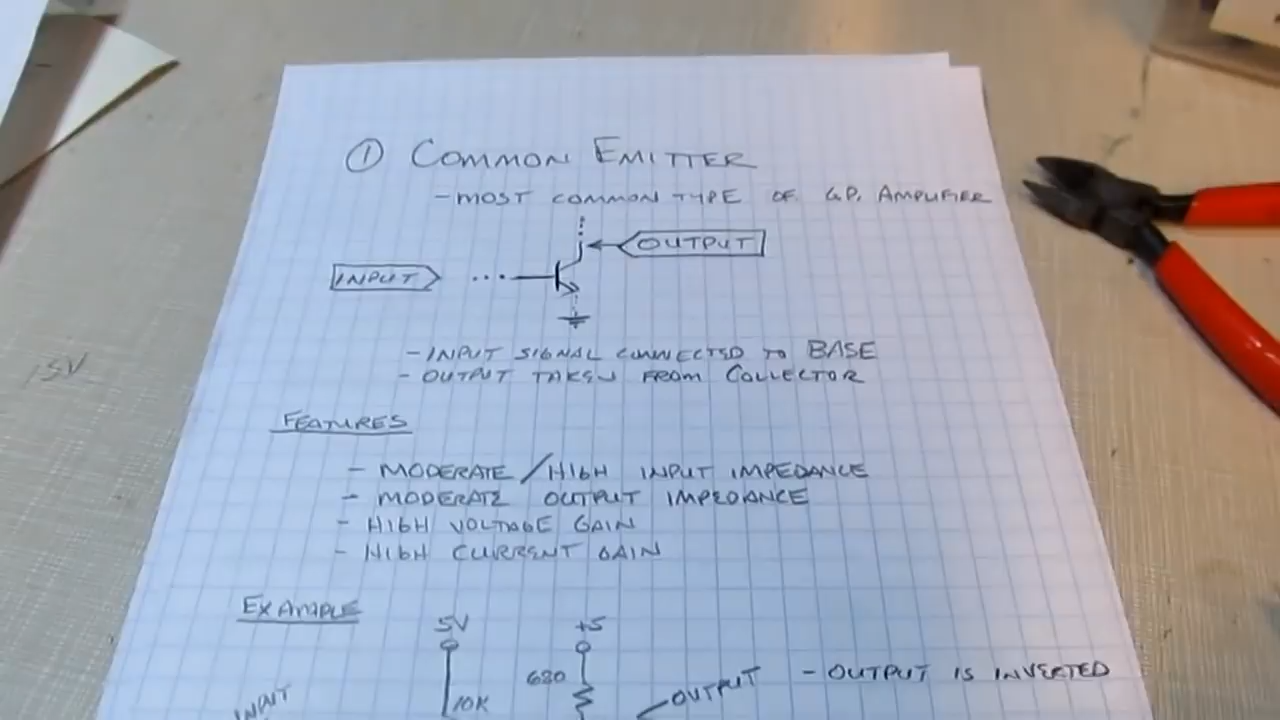 ① COMMON EMITTER
- MOST COMMON TYPE OF G.P. AMPLIFIER
OUTPUT
INPUT
- INPUT SIGNAL CONNECTED TO BASE
- OUTPUT TAKEN FROM COLLECTOR
FEATURES
- MODERATE / HIGH INPUT IMPEDANCE
- MODERATE OUTPUT IMPEDANCE
- HIGH VOLTAGE GAIN
- HIGH CURRENT GAIN
EXAMPLE
5V +5
680 OUTPUT - OUTPUT IS INVERTED
INPUT 10K
15V